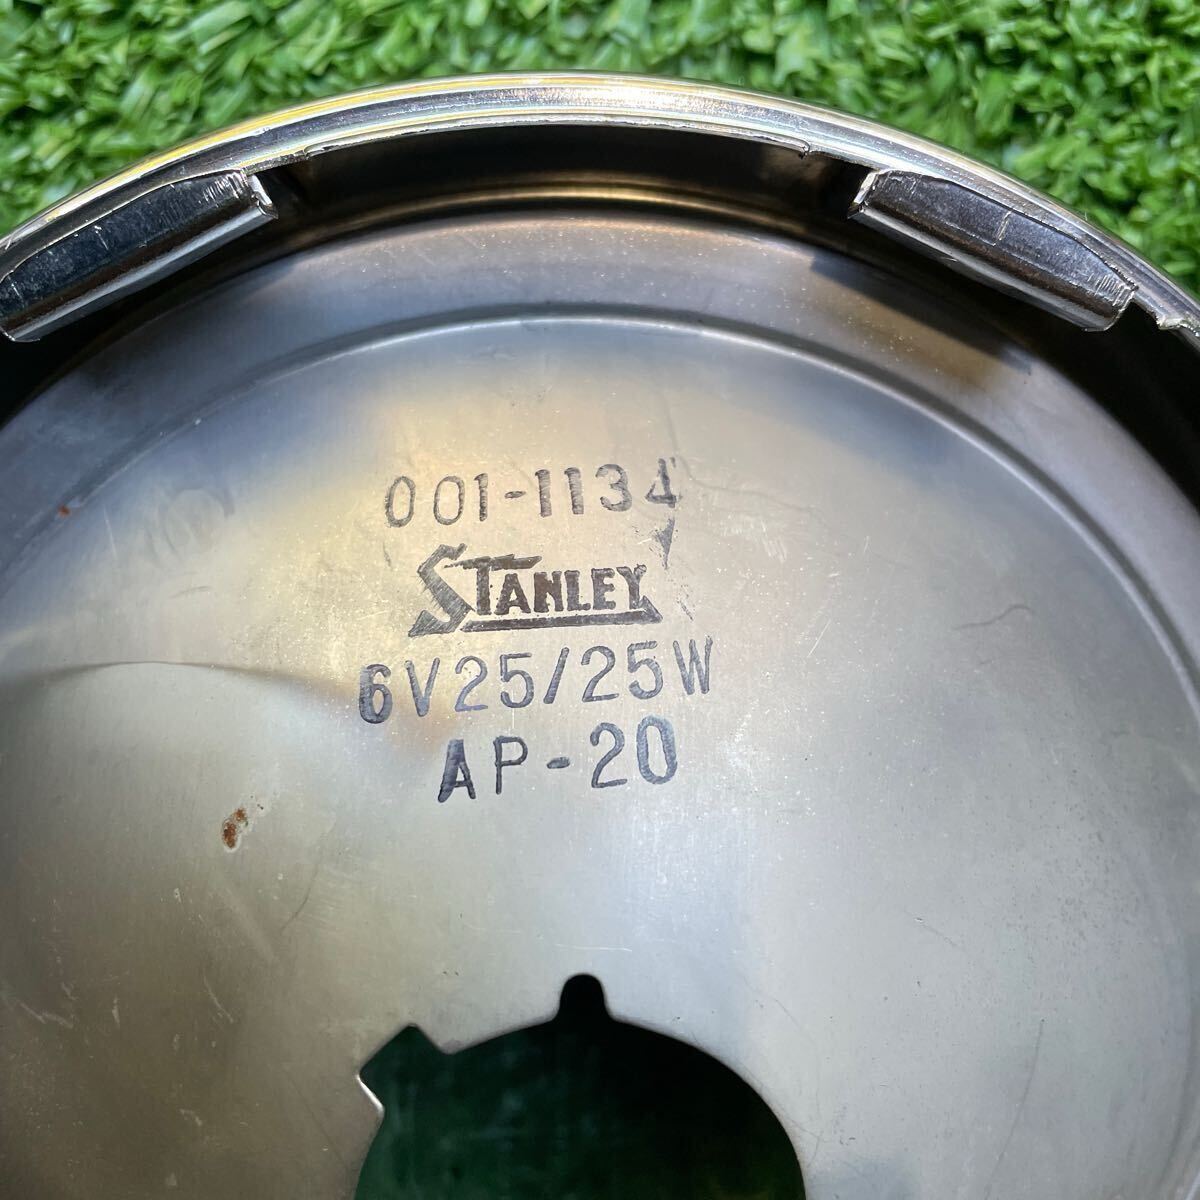 001-1134
STANLEY
6V25/25W
AP-20